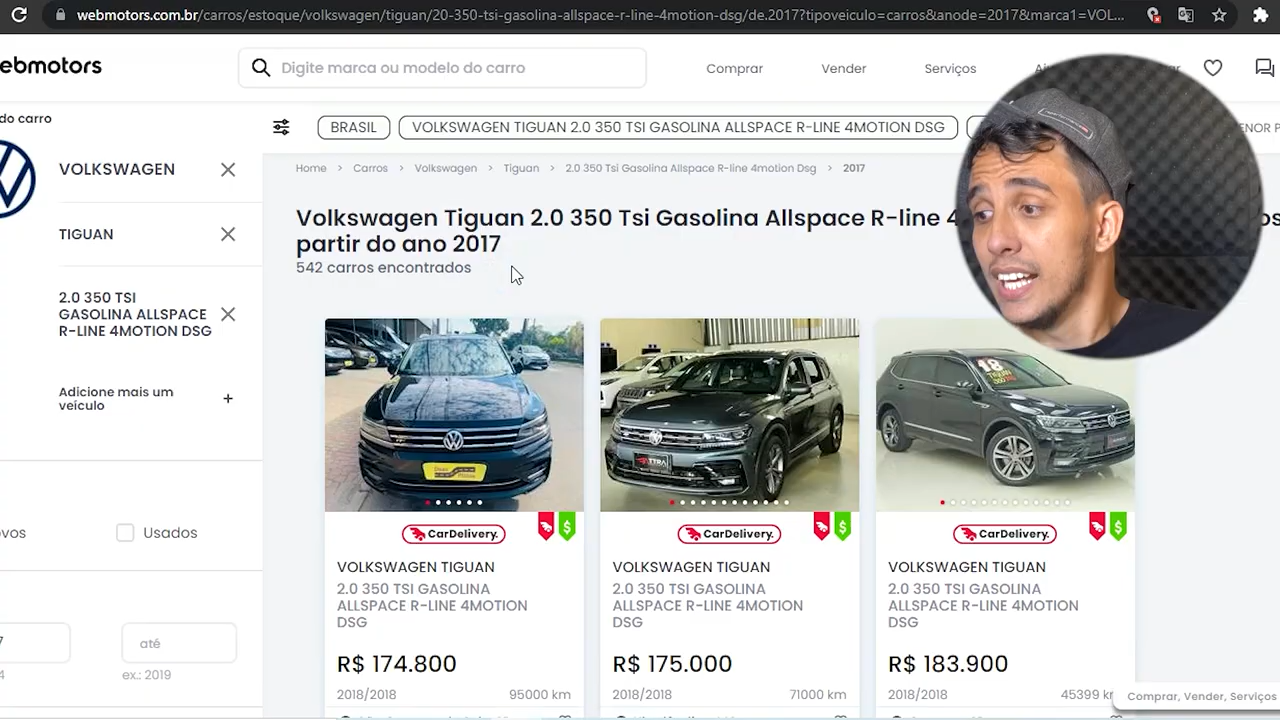 webmotors.com.br/carros/estoque/volkswagen/tiguan/20-350-tsi-gasolina-allspace-r-line-4motion-dsg/de.2017?tipoveiculo=carros&anode=2017&marca1=VOL...
ebmotors
Digite marca ou modelo do carro
Comprar
Vender
Serviços
do carro
BRASIL
VOLKSWAGEN TIGUAN 2.0 350 TSI GASOLINA ALLSPACE R-LINE 4MOTION DSG
ENOR P
VOLKSWAGEN
TIGUAN
2.0 350 TSI
GASOLINA ALLSPACE
R-LINE 4MOTION DSG
Adicione mais um
veículo
ovos
Usados
7
até
4
ex.: 2019
Home > Carros > Volkswagen > Tiguan > 2.0 350 Tsi Gasolina Allspace R-line 4motion Dsg > 2017
Volkswagen Tiguan 2.0 350 Tsi Gasolina Allspace R-line 4
partir do ano 2017
542 carros encontrados
CarDelivery.
VOLKSWAGEN TIGUAN
2.0 350 TSI GASOLINA
ALLSPACE R-LINE 4MOTION
DSG
R$ 174.800
2018/2018
95000 km
CarDelivery.
VOLKSWAGEN TIGUAN
2.0 350 TSI GASOLINA
ALLSPACE R-LINE 4MOTION
DSG
R$ 175.000
2018/2018
71000 km
18
CarDelivery.
VOLKSWAGEN TIGUAN
2.0 350 TSI GASOLINA
ALLSPACE R-LINE 4MOTION
DSG
R$ 183.900
2018/2018
45399 k
Comprar, Vender, Serviços